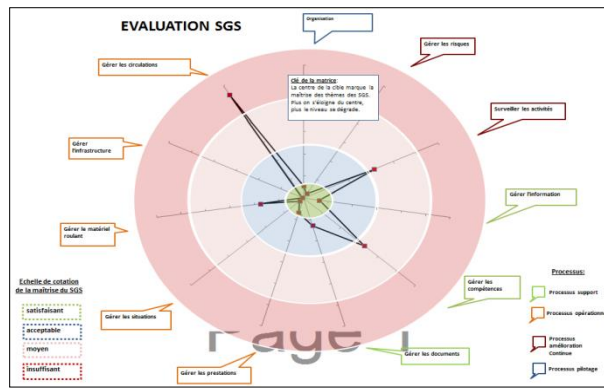 EVALUATION SGS
Organisation
Gérer les risques
Gérer les circulations
Clé de la matrice:
La centre de la cible marque la
maîtrise des thèmes des SGS.
Plus on s'éloigne du centre,
plus le niveau se dégrade.
Surveiller les activités
Gérer
l'infrastructure
Gérer l'information
Gérer le matériel
roulant
Gérer les
compétences
Echelle de cotation
de la maîtrise du SGS
satisfaisant
acceptable
moyen
insuffisant
Gérer les situations
Gérer les prestations
Gérer les documents
Page 1
Processus:
Processus support
Processus opérationn
Processus
amélioration
Continue
Processus pilotage